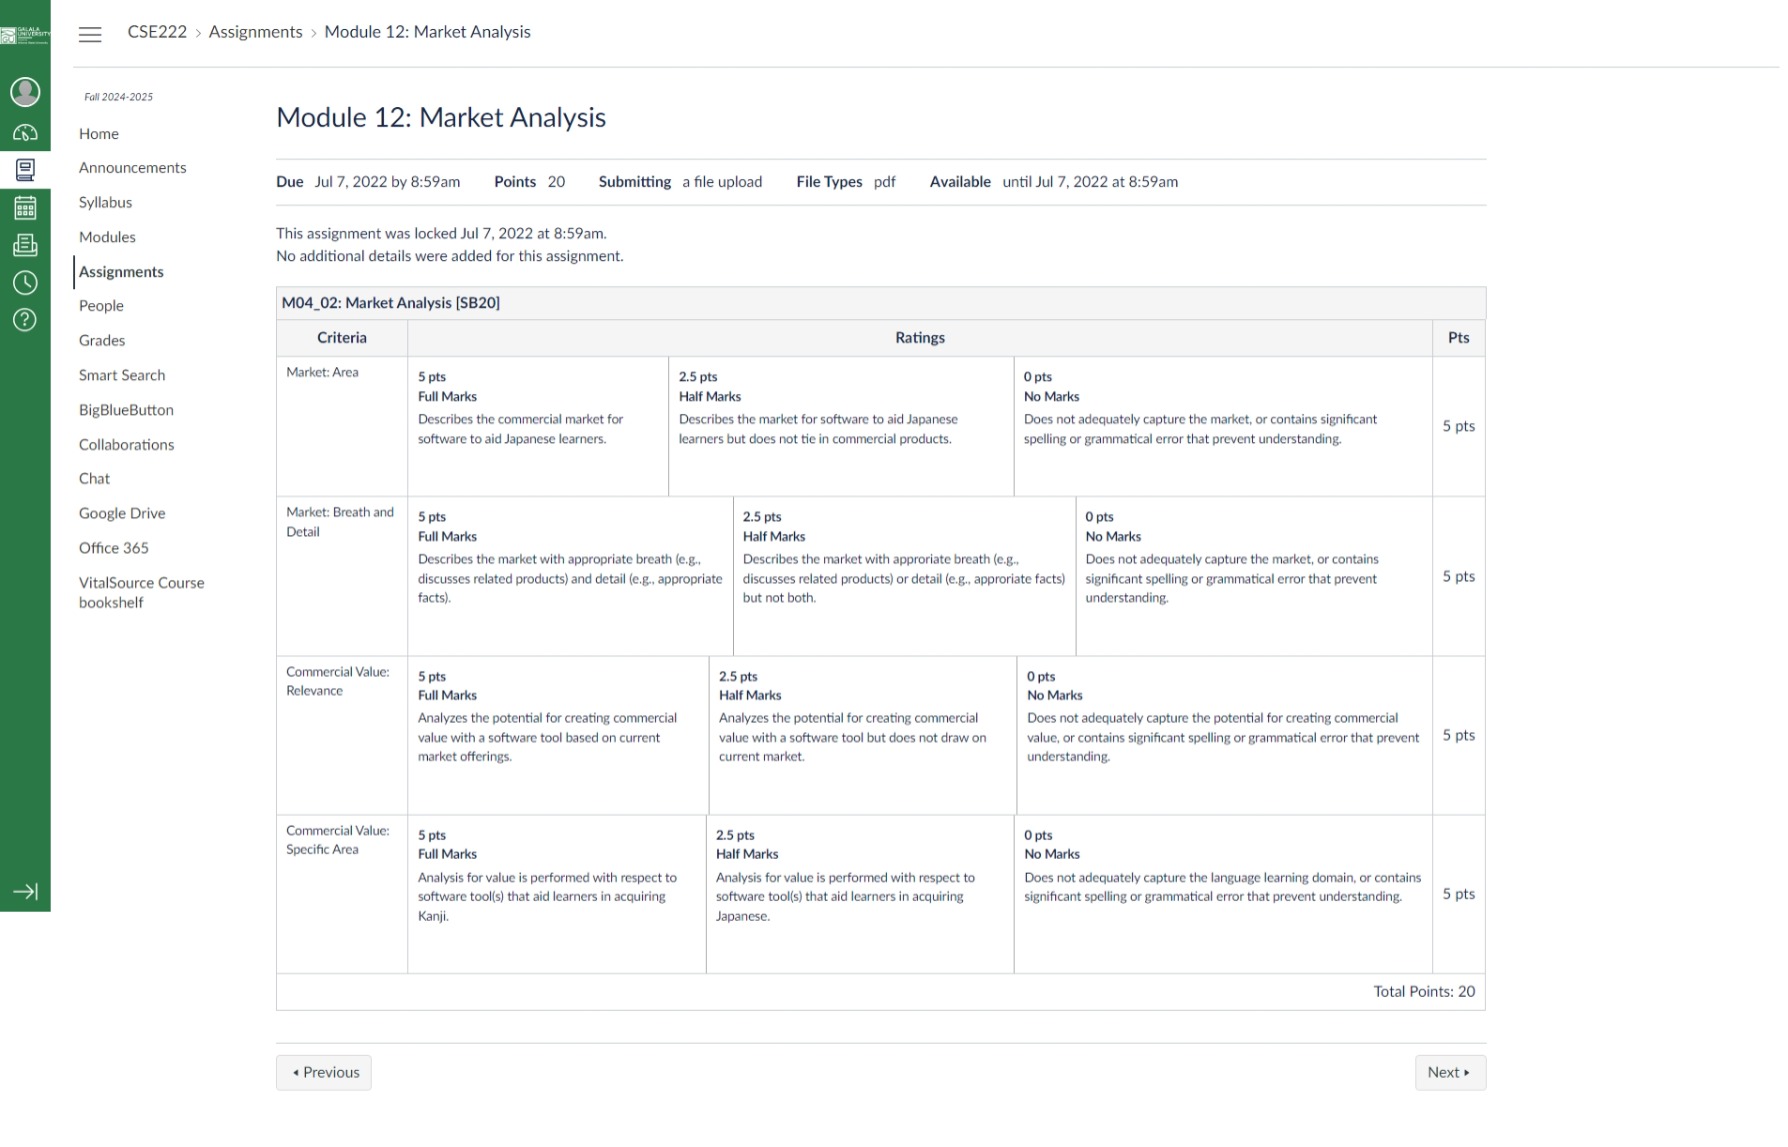 GALALA
UNIVERSITY
CSE222 › Assignments › Module 12: Market Analysis
Fall 2024-2025
Home
Announcements
Syllabus
Modules
Assignments
People
Grades
Smart Search
BigBlueButton
Collaborations
Chat
Google Drive
Office 365
VitalSource Course
bookshelf
Module 12: Market Analysis
Due Jul 7, 2022 by 8:59am Points 20 Submitting a file upload File Types pdf Available until Jul 7, 2022 at 8:59am
This assignment was locked Jul 7, 2022 at 8:59am.
No additional details were added for this assignment.
M04_02: Market Analysis [SB20]
Criteria Ratings Pts
Market: Area
5 pts
Full Marks
Describes the commercial market for
software to aid Japanese learners.
2.5 pts
Half Marks
Describes the market for software to aid Japanese
learners but does not tie in commercial products.
0 pts
No Marks
Does not adequately capture the market, or contains significant
spelling or grammatical error that prevent understanding.
5 pts
Market: Breath and
Detail
5 pts
Full Marks
Describes the market with appropriate breath (e.g.,
discusses related products) and detail (e.g., appropriate
facts).
2.5 pts
Half Marks
Describes the market with approriate breath (e.g.,
discusses related products) or detail (e.g., approriate facts)
but not both.
0 pts
No Marks
Does not adequately capture the market, or contains
significant spelling or grammatical error that prevent
understanding.
5 pts
Commercial Value:
Relevance
5 pts
Full Marks
Analyzes the potential for creating commercial
value with a software tool based on current
market offerings.
2.5 pts
Half Marks
Analyzes the potential for creating commercial
value with a software tool but does not draw on
current market.
0 pts
No Marks
Does not adequately capture the potential for creating commercial
value, or contains significant spelling or grammatical error that prevent
understanding.
5 pts
Commercial Value:
Specific Area
5 pts
Full Marks
Analysis for value is performed with respect to
software tool(s) that aid learners in acquiring
Kanji.
2.5 pts
Half Marks
Analysis for value is performed with respect to
software tool(s) that aid learners in acquiring
Japanese.
0 pts
No Marks
Does not adequately capture the language learning domain, or contains
significant spelling or grammatical error that prevent understanding.
5 pts
Total Points: 20
◂ Previous
Next ▸